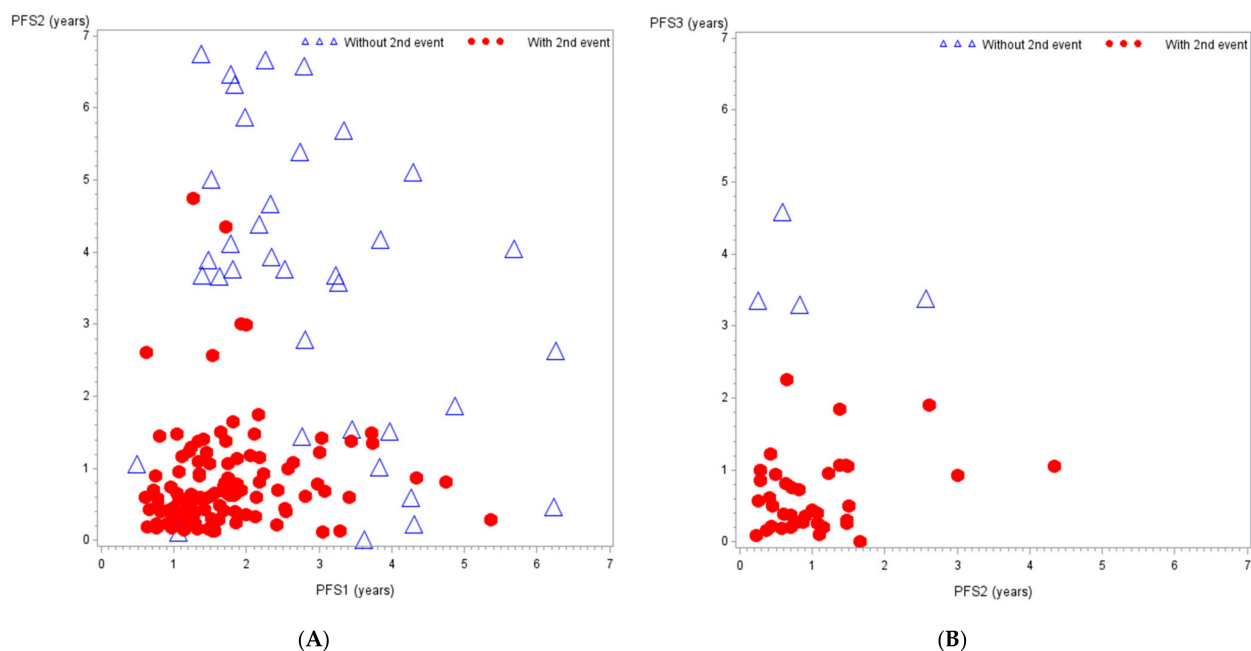 PFS2 (years)
Without 2nd event With 2nd event
7
6
5
4
3
2
1
0
0 1 2 3 4 5 6 7
PFS1 (years)
(A)
PFS3 (years)
Without 2nd event With 2nd event
7
6
5
4
3
2
1
0
0 1 2 3 4 5 6 7
PFS2 (years)
(B)